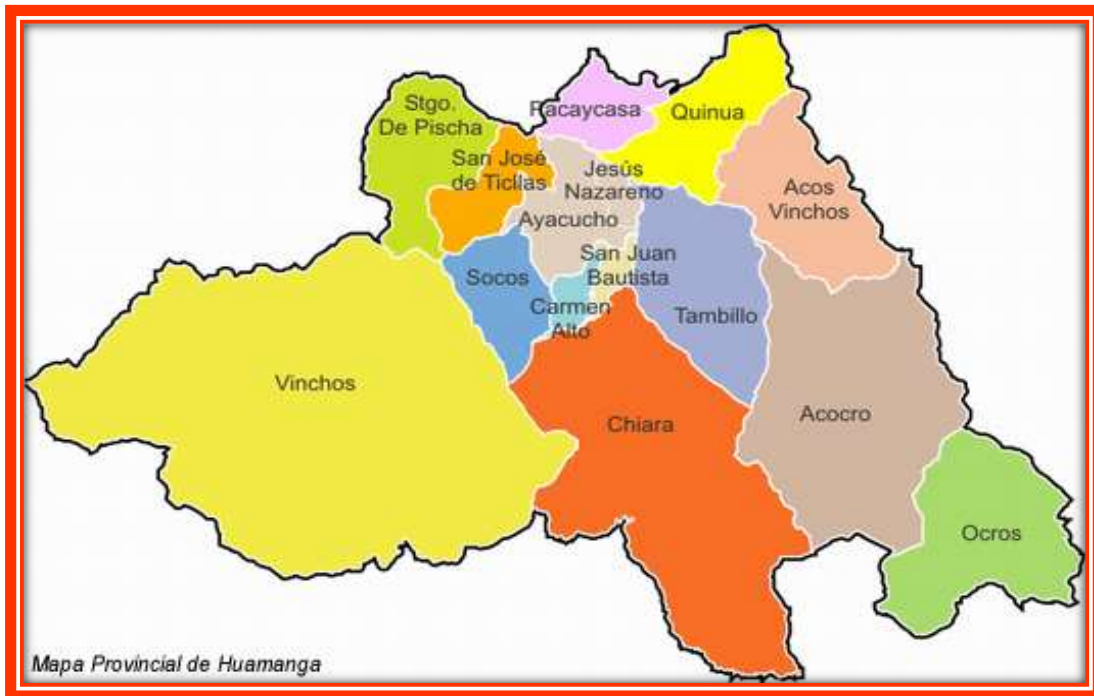 Stgo.
De Pischa
Pacaycasa
Quinua
San José
de Ticllas
Jesús
Nazareno
Acos
Vinchos
Ayacucho
San Juan
Bautista
Socos
Carmen
Alto
Tambillo
Vinchos
Chiara
Acocro
Ocros
Mapa Provincial de Huamanga